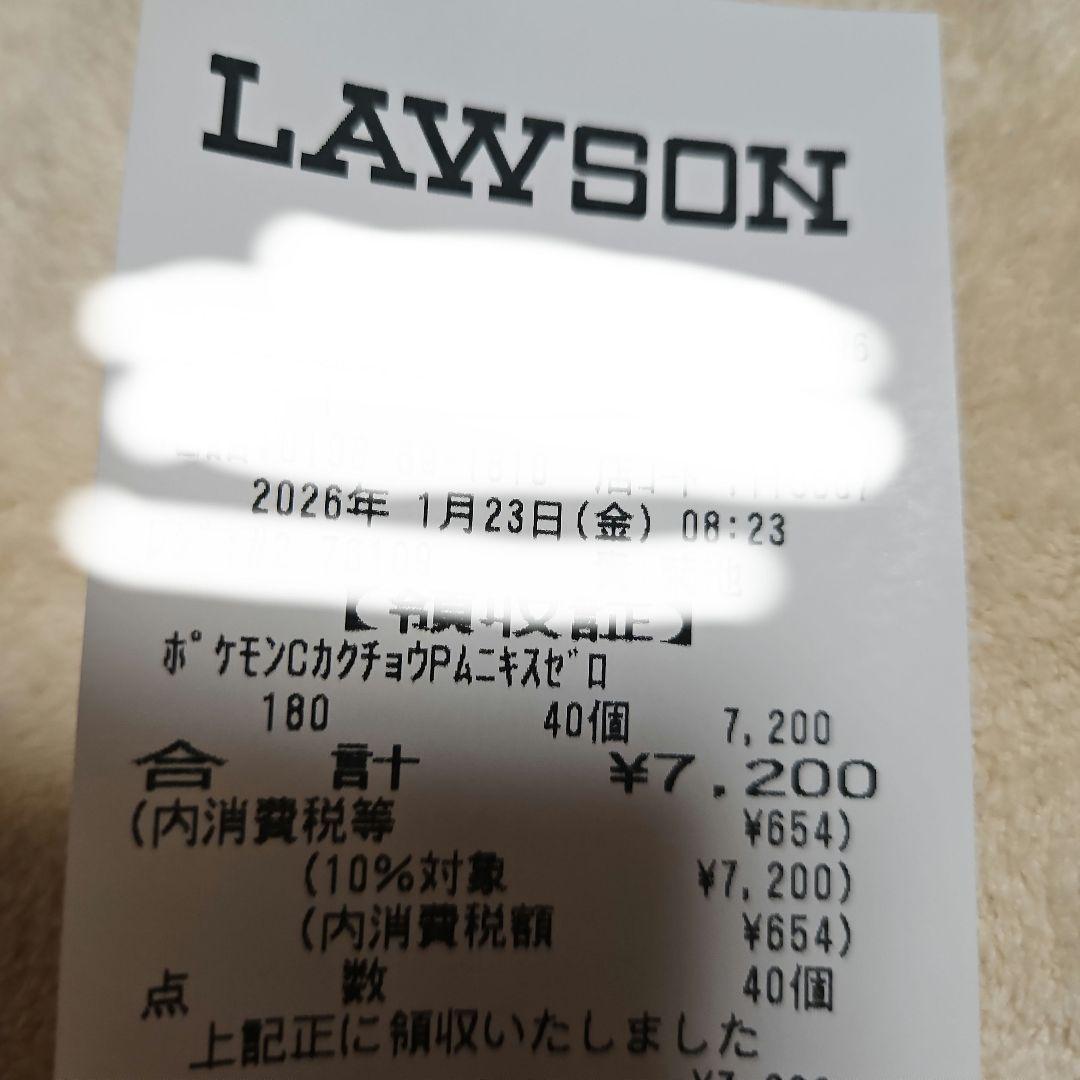 LAWSON
2026年 1月23日(金) 08:23
【領収証】
ﾎﾟｹモンCカクチョウPムニキスゼロ
180 40個 7,200
合 計 ¥7,200
(内消費税等 ¥654)
(10%対象 ¥7,200)
(内消費税額 ¥654)
点 数 40個
上記正に領収いたしました